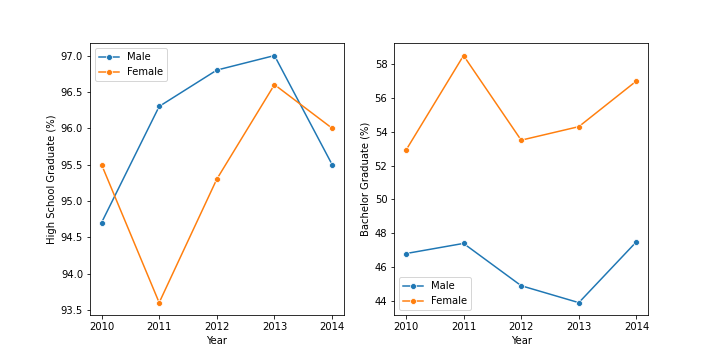 High School Graduate (%)
97.0
96.5
96.0
95.5
95.0
94.5
94.0
93.5
2010 2011 2012 2013 2014
Year
Male
Female
Bachelor Graduate (%)
58
56
54
52
50
48
46
44
2010 2011 2012 2013 2014
Year
Male
Female